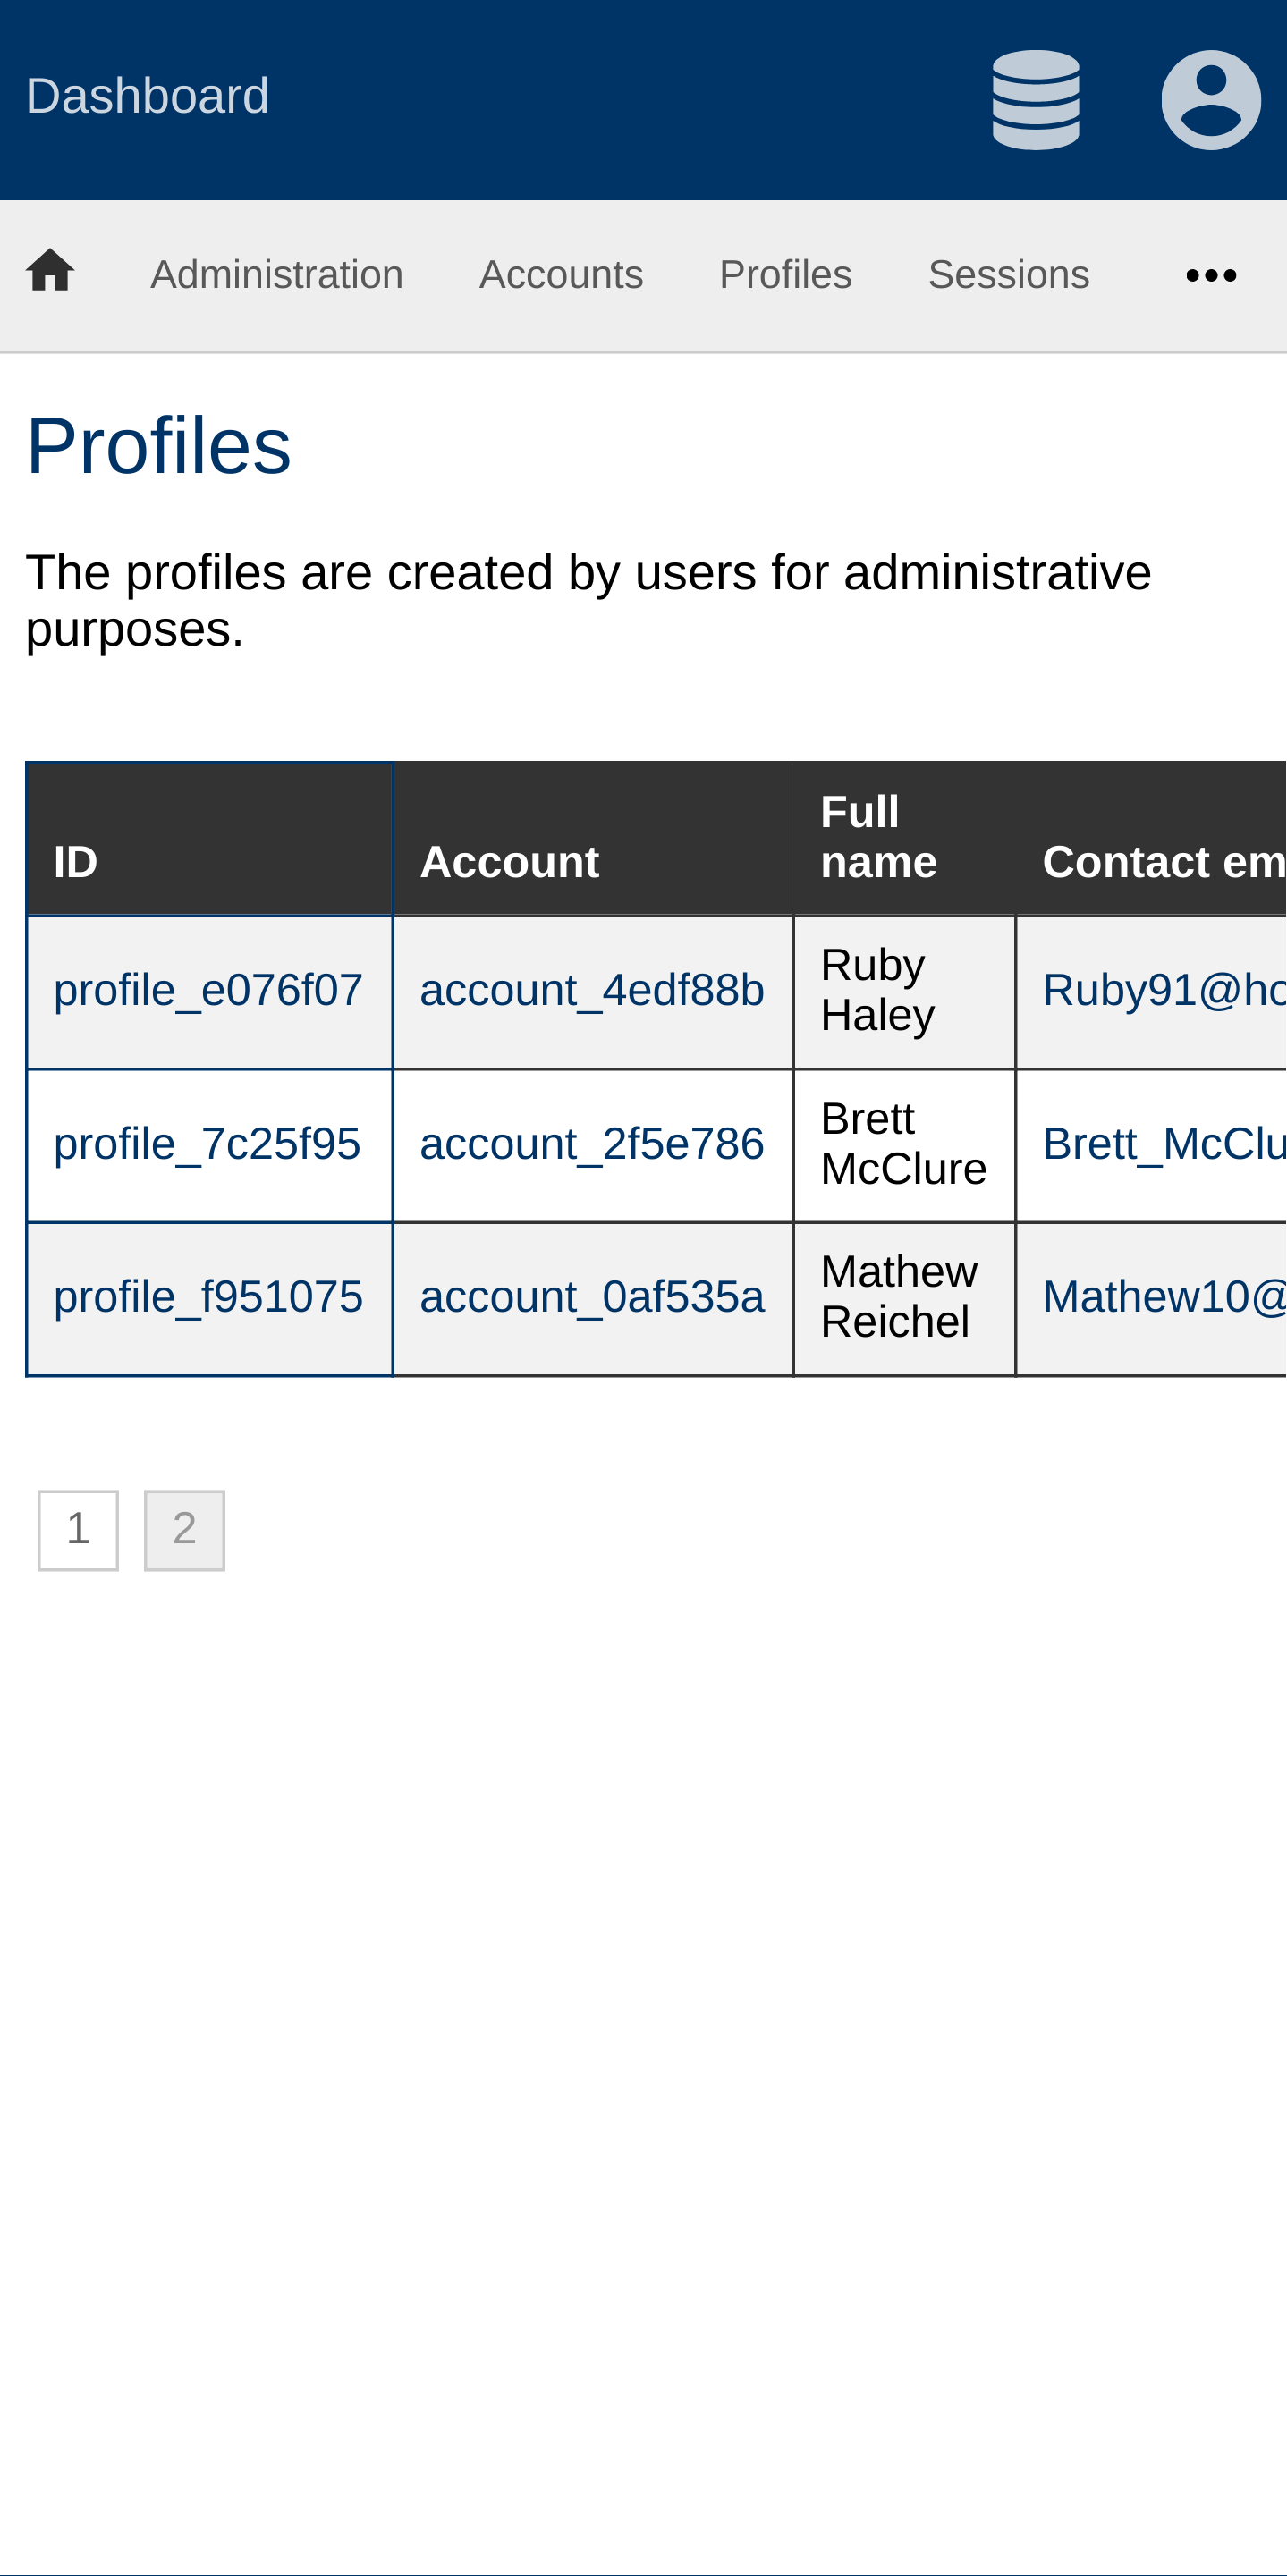 Dashboard
Administration Accounts Profiles Sessions •••
Profiles
The profiles are created by users for administrative
purposes.
ID Account Full name Contact em
profile_e076f07 account_4edf88b Ruby Haley Ruby91@ho
profile_7c25f95 account_2f5e786 Brett McClure Brett_McClu
profile_f951075 account_0af535a Mathew Reichel Mathew10@
1 2